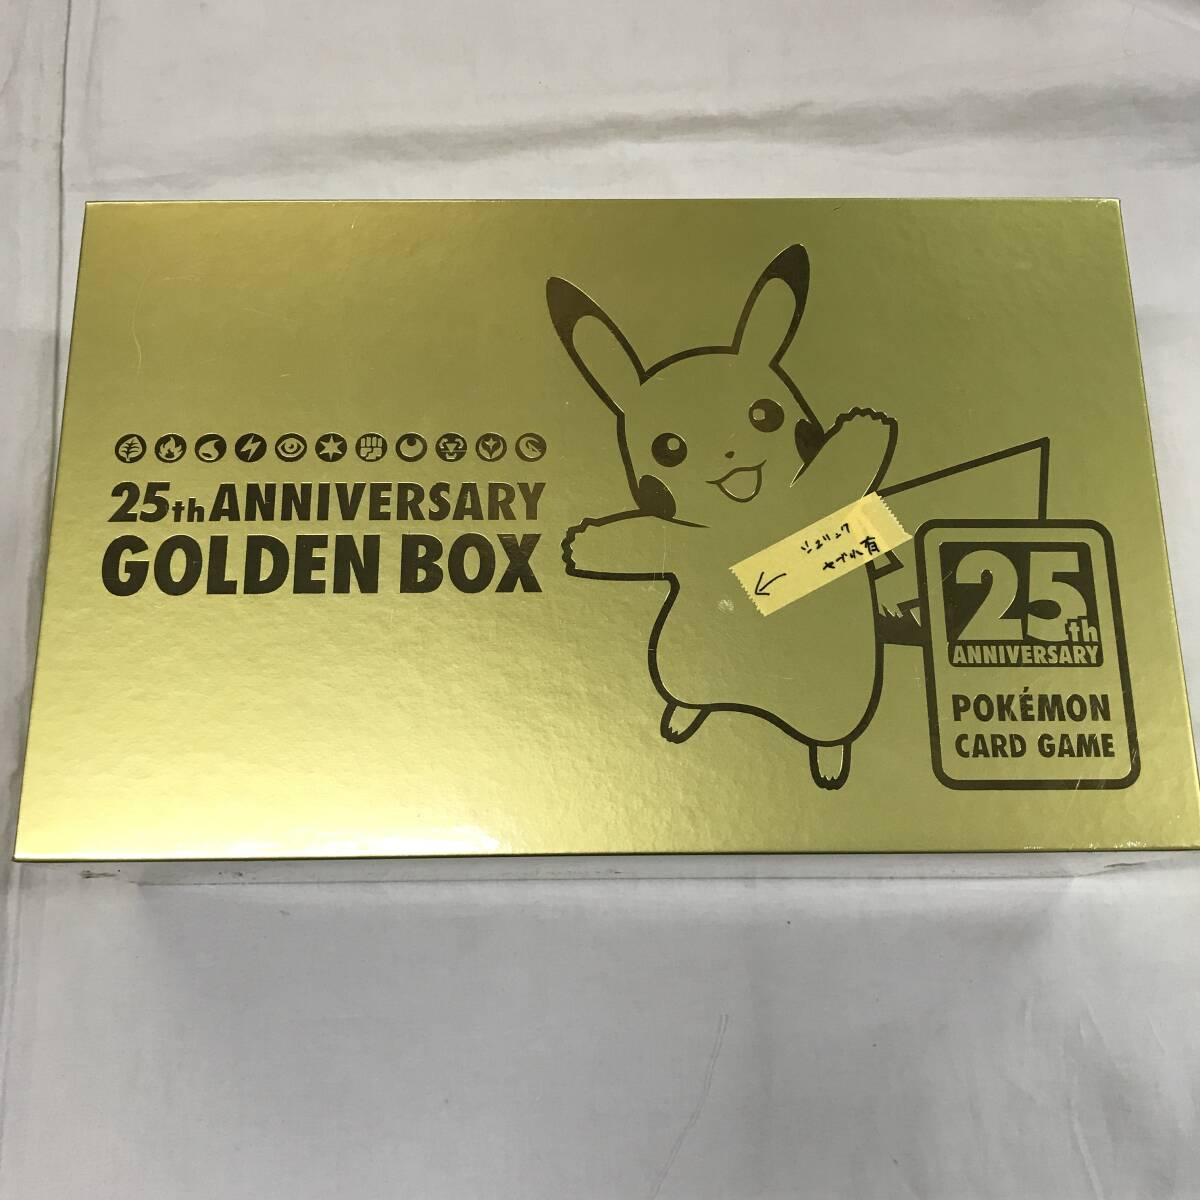 25th ANNIVERSARY
GOLDEN BOX
シュリンク
ヤブレ有
25th
ANNIVERSARY
POKÉMON
CARD GAME